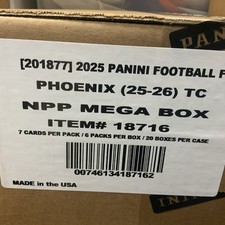 [201877] 2025 PANINI FOOTBALL F
PHOENIX (25-26) TC
NPP MEGA BOX
ITEM# 18716
7 CARDS PER PACK / 6 PACKS PER BOX / 20 BOXES PER CASE
MADE IN THE USA
00746134187162
PANI